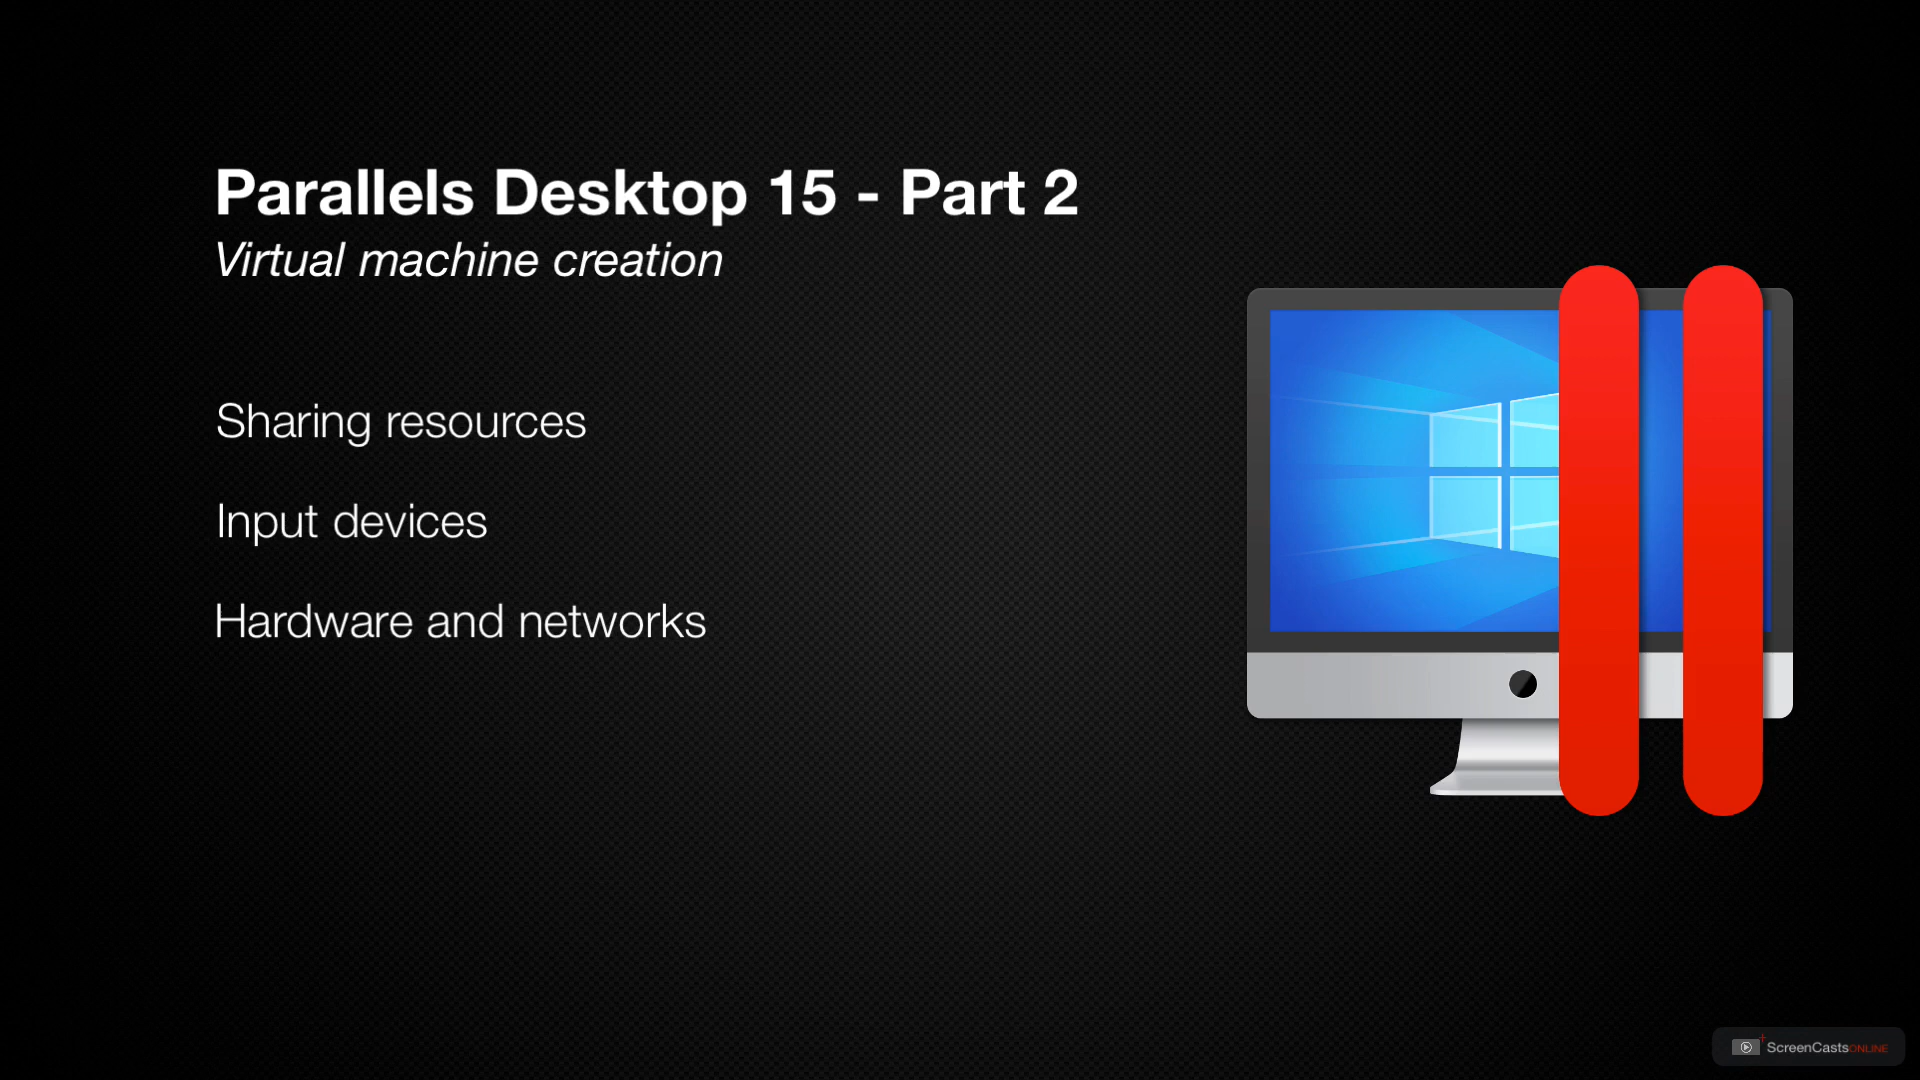 Parallels Desktop 15 - Part 2
Virtual machine creation
Sharing resources
Input devices
Hardware and networks
ScreenCastsONLINE